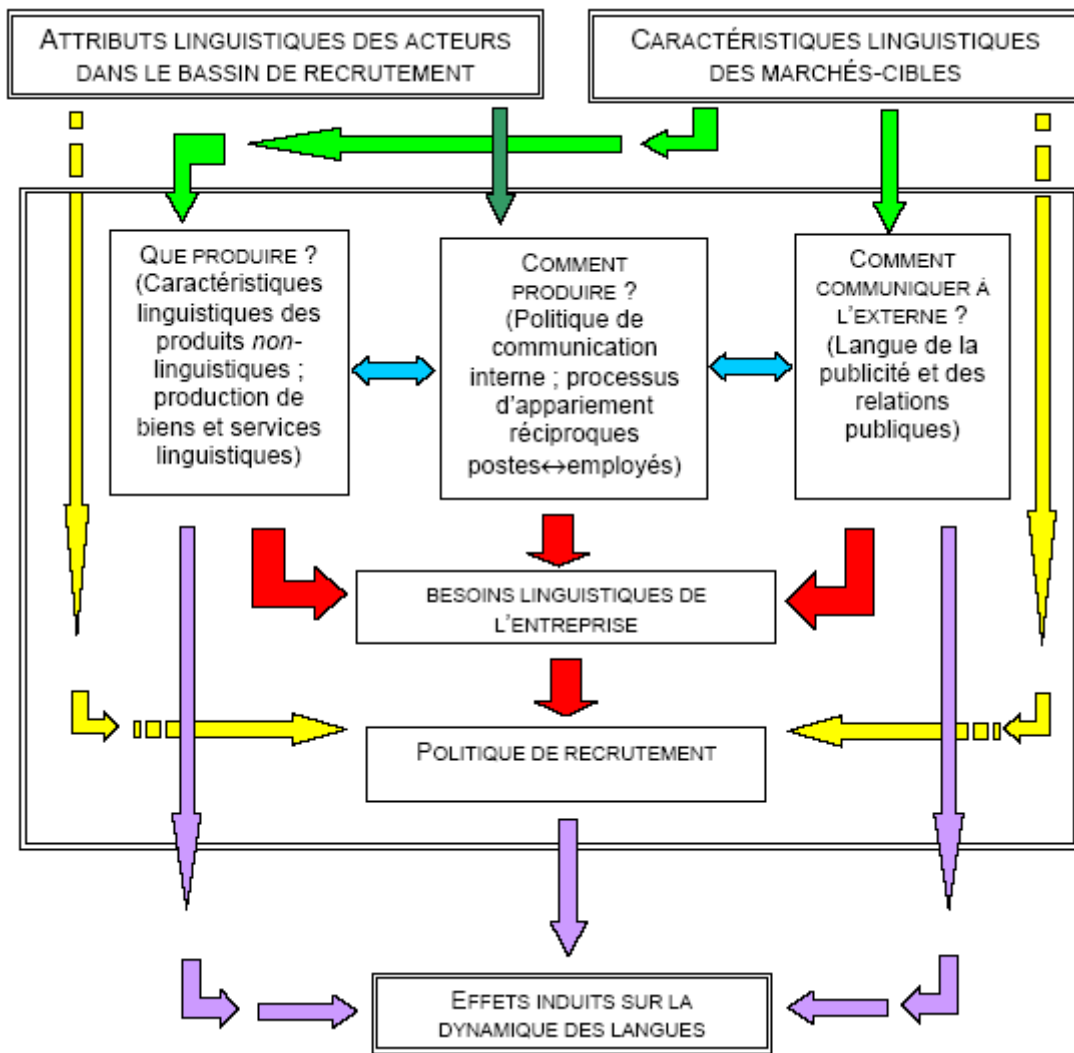 ATTRIBUTS LINGUISTIQUES DES ACTEURS
DANS LE BASSIN DE RECRUTEMENT
CARACTÉRISTIQUES LINGUISTIQUES
DES MARCHÉS-CIBLES
QUE PRODUIRE ?
(Caractéristiques
linguistiques des
produits non-
linguistiques ;
production de
biens et services
linguistiques)
COMMENT
PRODUIRE ?
(Politique de
communication
interne ; processus
d’appariement
réciproques
postes↔employés)
COMMENT
COMMUNIQUER À
L’EXTERNE ?
(Langue de la
publicité et des
relations
publiques)
BESOINS LINGUISTIQUES DE
L’ENTREPRISE
POLITIQUE DE RECRUTEMENT
EFFETS INDUITS SUR LA
DYNAMIQUE DES LANGUES